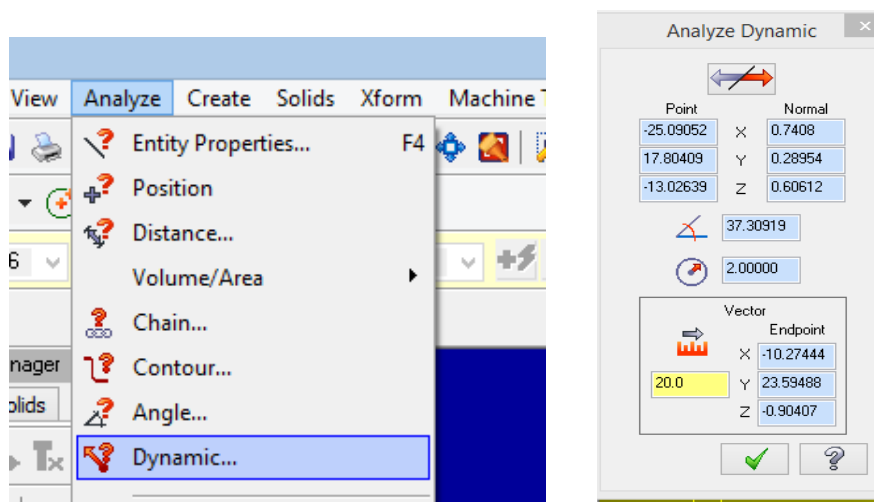 View Analyze Create Solids Xform Machine T
Entity Properties... F4
Position
Distance...
6
Volume/Area
Chain...
nager
Contour...
olids
Angle...
Dynamic...
Analyze Dynamic
Point Normal
-25.09052 X 0.7408
17.80409 Y 0.28954
-13.02639 Z 0.60612
37.30919
2.00000
Vector
Endpoint
X -10.27444
20.0 Y 23.59488
Z -0.90407